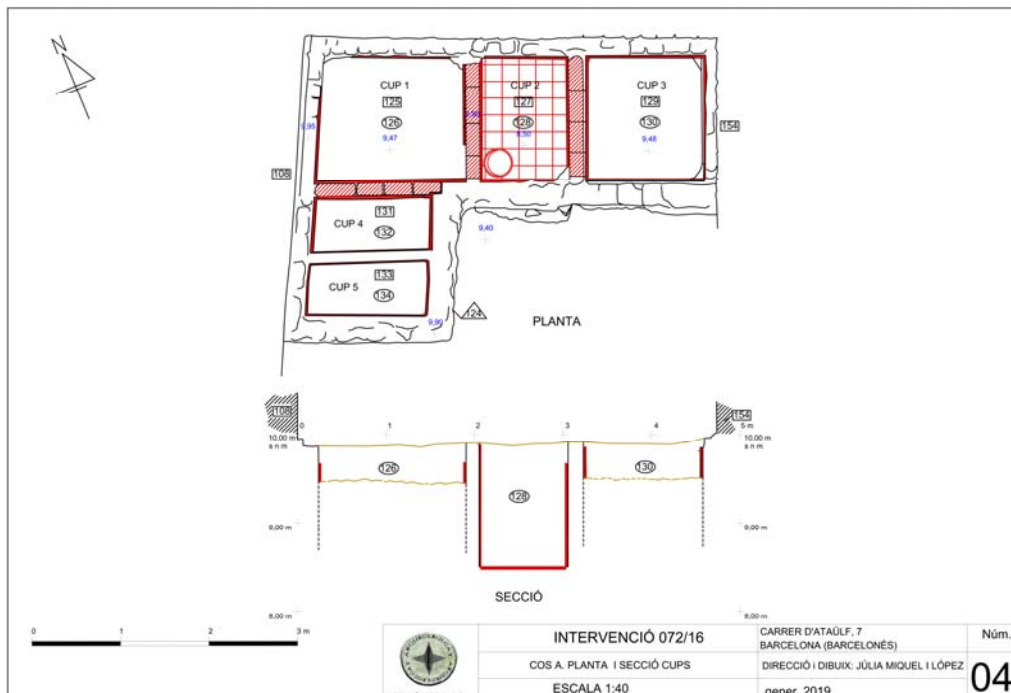 N
CUP 1
125
126
9,47
9,95
CUP 2
127
128
8,50
CUP 3
129
130
9,48
154
108
CUP 4
131
132
9,40
CUP 5
133
134
9,90
124
PLANTA
108
154
0 1 2 3 4 5 m
10,00 m
s n m
10,00 m
s n m
126
128
130
9,00 m
9,00 m
8,00 m
8,00 m
SECCIÓ
0 1 2 3 m
INTERVENCIÓ 072/16
CARRER D'ATAÜLF, 7
BARCELONA (BARCELONÈS)
Núm.
COS A. PLANTA I SECCIÓ CUPS
DIRECCIÓ i DIBUIX: JÚLIA MIQUEL I LÓPEZ
04
ESCALA 1:40
gener, 2019